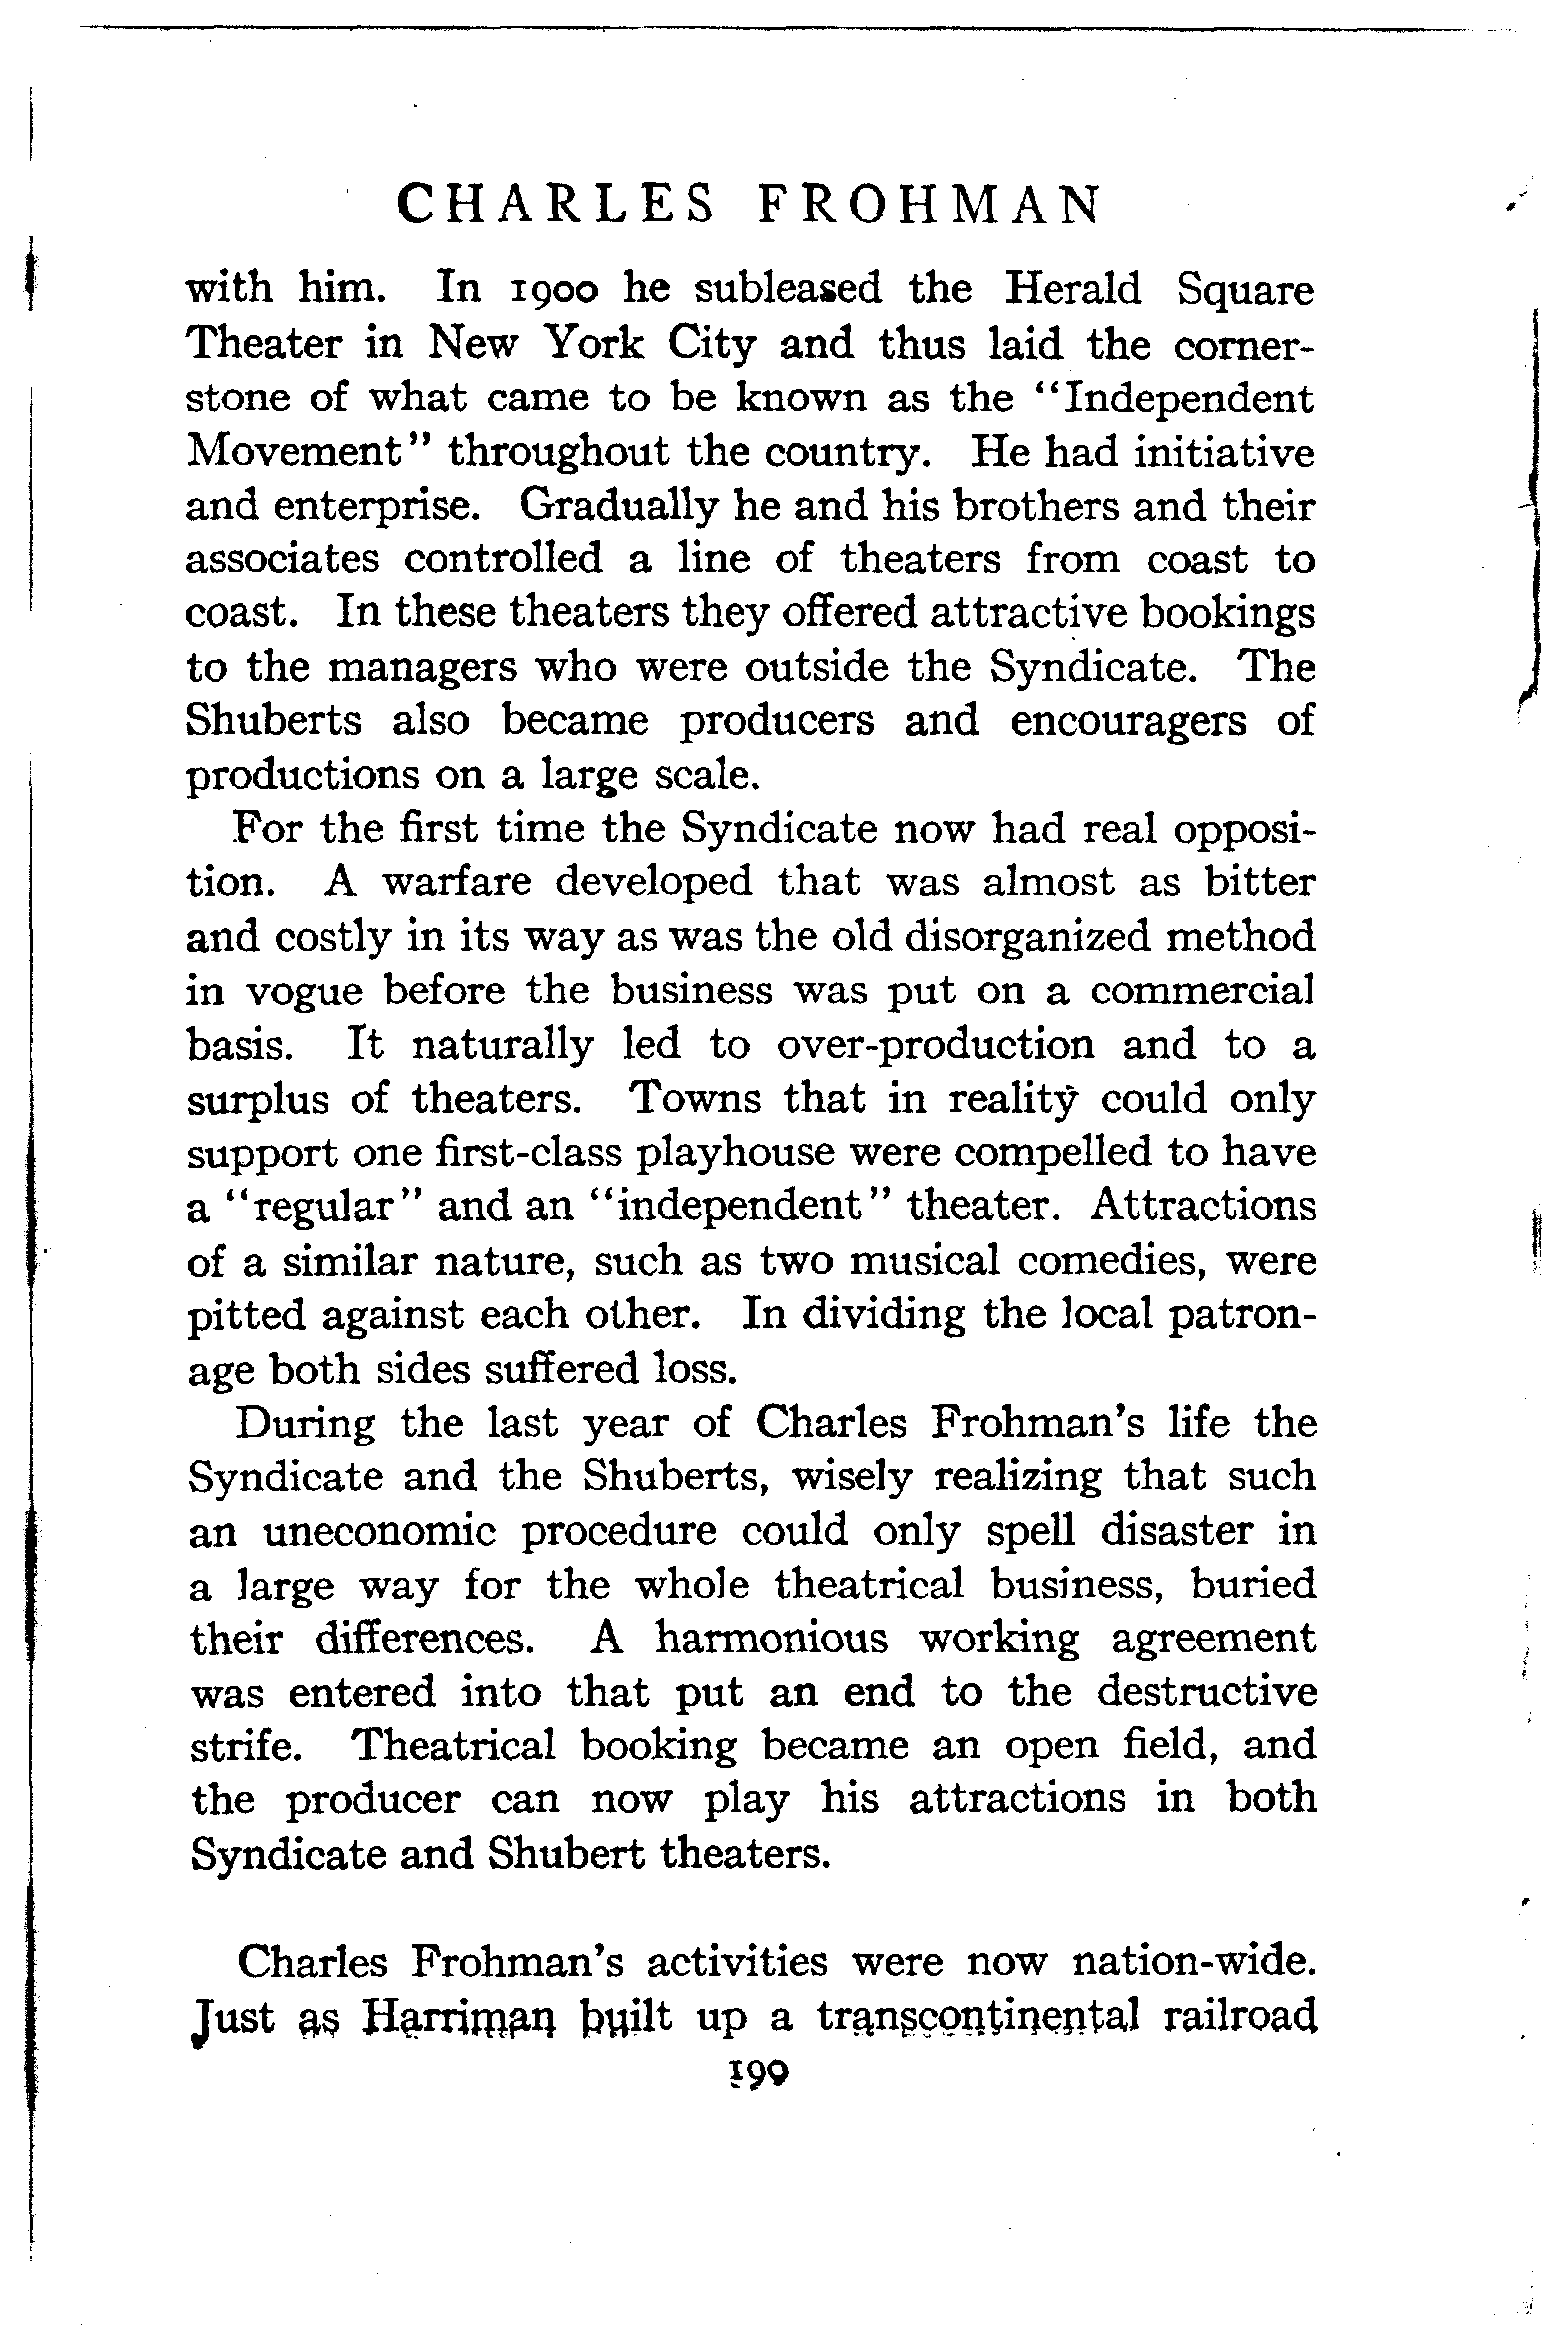 CHARLES FROHMAN
with him. In 1900 he subleased the Herald Square
Theater in New York City and thus laid the corner-
stone of what came to be known as the "Independent
Movement" throughout the country. He had initiative
and enterprise. Gradually he and his brothers and their
associates controlled a line of theaters from coast to
coast. In these theaters they offered attractive bookings
to the managers who were outside the Syndicate. The
Shuberts also became producers and encouragers of
productions on a large scale.
For the first time the Syndicate now had real opposi-
tion. A warfare developed that was almost as bitter
and costly in its way as was the old disorganized method
in vogue before the business was put on a commercial
basis. It naturally led to over-production and to a
surplus of theaters. Towns that in reality could only
support one first-class playhouse were compelled to have
a "regular" and an "independent" theater. Attractions
of a similar nature, such as two musical comedies, were
pitted against each other. In dividing the local patron-
age both sides suffered loss.
During the last year of Charles Frohman's life the
Syndicate and the Shuberts, wisely realizing that such
an uneconomic procedure could only spell disaster in
a large way for the whole theatrical business, buried
their differences. A harmonious working agreement
was entered into that put an end to the destructive
strife. Theatrical booking became an open field, and
the producer can now play his attractions in both
Syndicate and Shubert theaters.
Charles Frohman's activities were now nation-wide.
Just as Harriman built up a transcontinental railroad
190